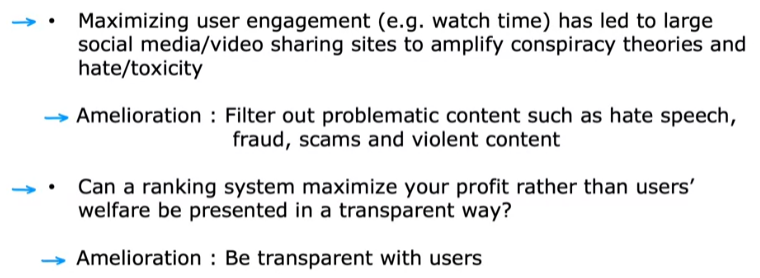 • Maximizing user engagement (e.g. watch time) has led to large
social media/video sharing sites to amplify conspiracy theories and
hate/toxicity
Amelioration : Filter out problematic content such as hate speech,
fraud, scams and violent content
• Can a ranking system maximize your profit rather than users'
welfare be presented in a transparent way?
Amelioration : Be transparent with users